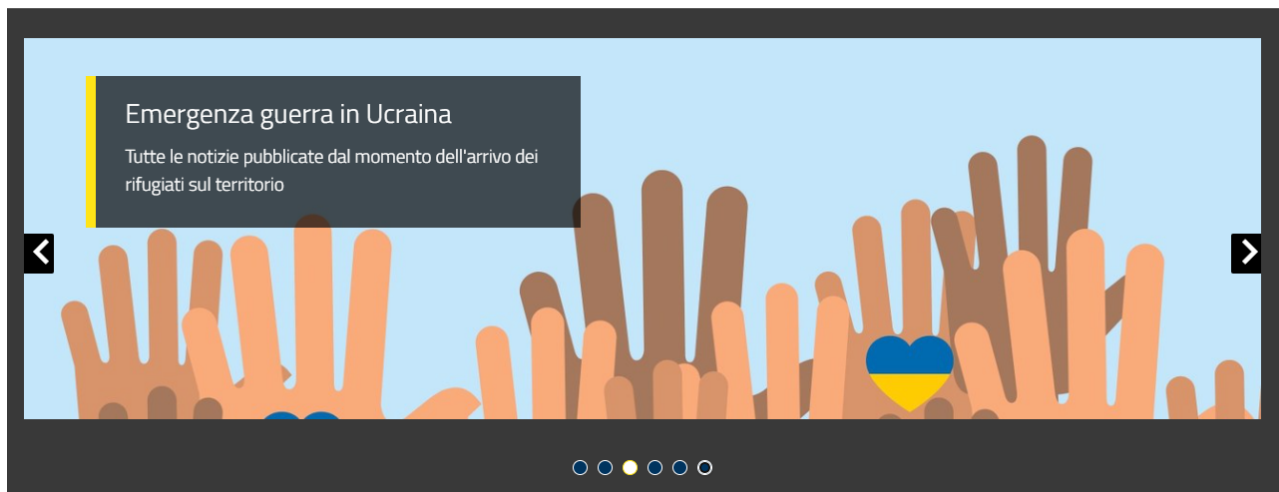 Emergenza guerra in Ucraina
Tutte le notizie pubblicate dal momento dell'arrivo dei
rifugiati sul territorio